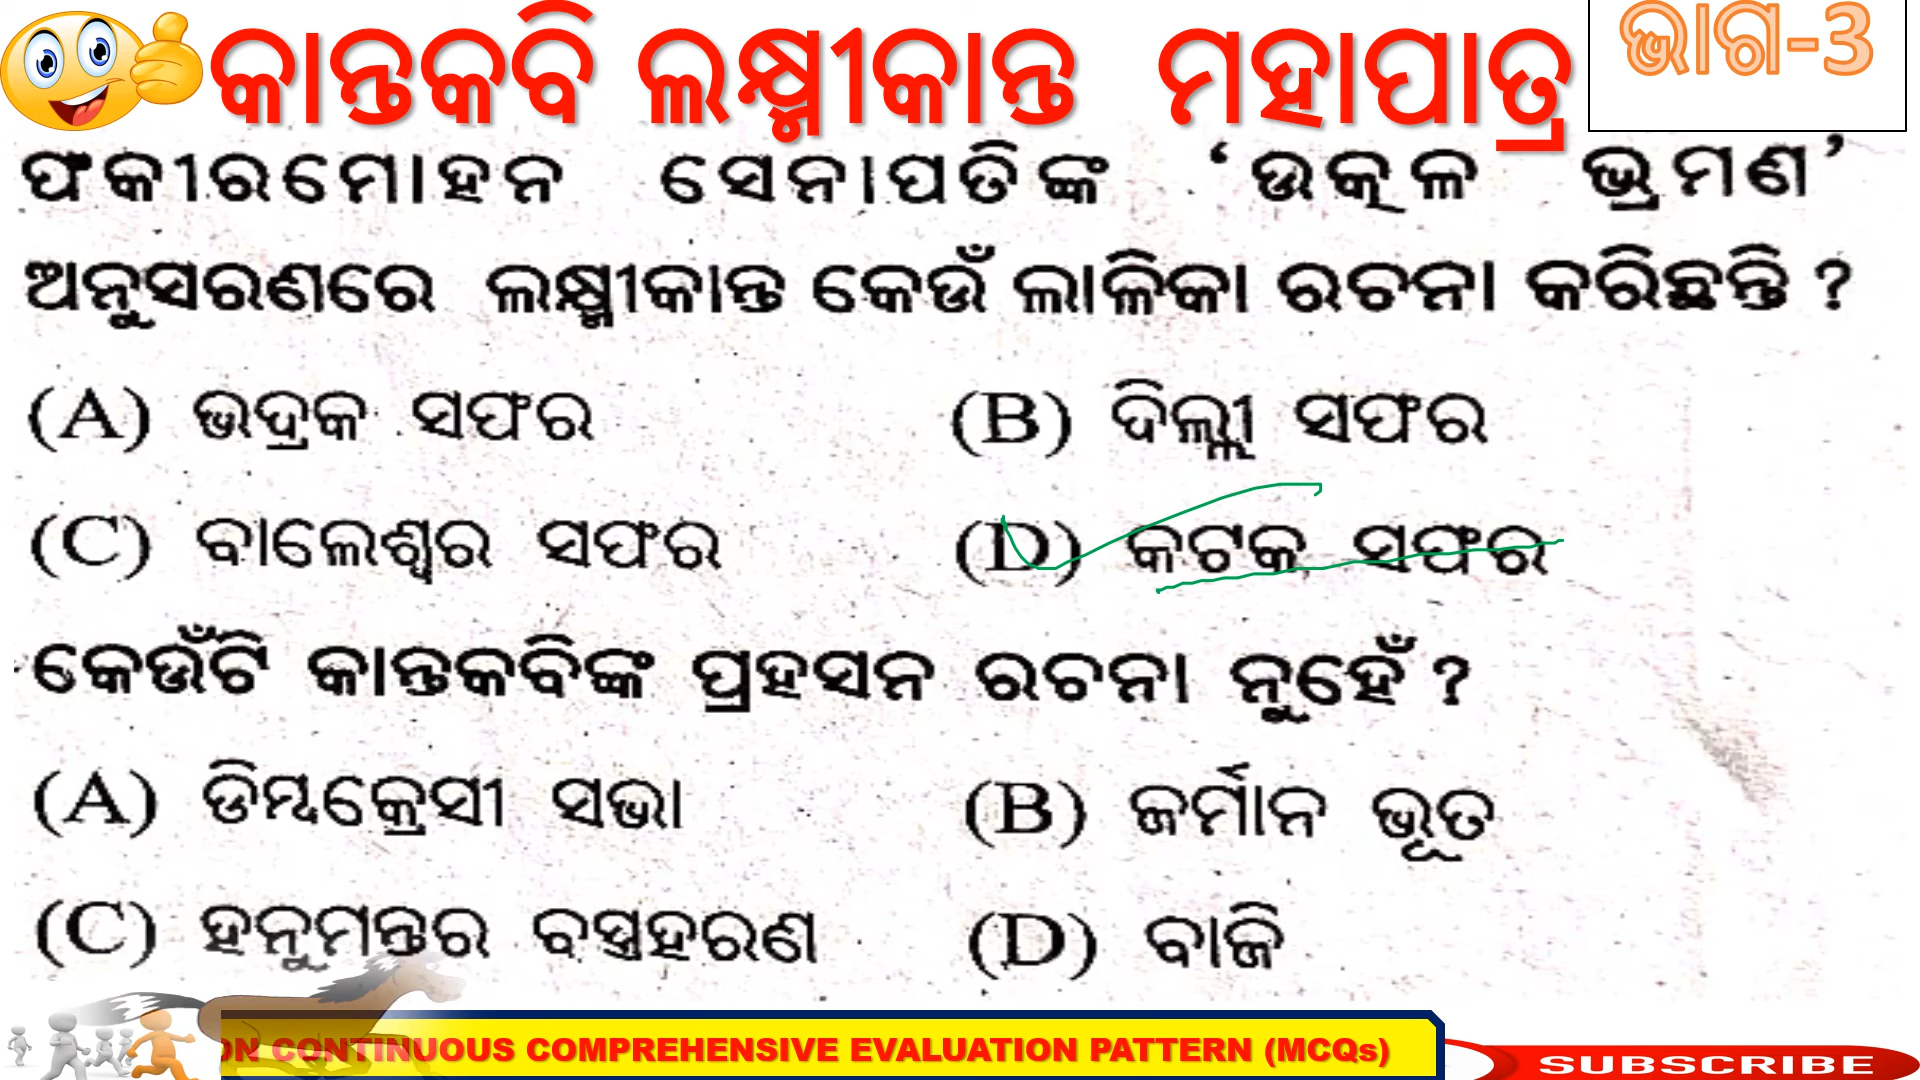 କାନ୍ତକବି ଲକ୍ଷ୍ମୀକାନ୍ତ ମହାପାତ୍ର
ଭାଗ-3
ଫକୀରମୋହନ ସେନାପତିଙ୍କ ‘ଉତ୍କଳ ଭ୍ରମଣ’
ଅନୁସରଣରେ ଲକ୍ଷ୍ମୀକାନ୍ତ କେଉଁ ଲାଳିକା ରଚନା କରିଛନ୍ତି ?
(A) ଭଦ୍ରକ ସଫର (B) ଦିଲ୍ଲୀ ସଫର
(C) ବାଲେଶ୍ୱର ସଫର (D) କଟକ ସଫର
କେଉଁଟି କାନ୍ତକବିଙ୍କ ପ୍ରହସନ ରଚନା ନୁହେଁ ?
(A) ଡିମ୍ଭକ୍ରେସୀ ସଭା (B) ଜର୍ମାନ ଭୂତ
(C) ହନୁମନ୍ତର ବସ୍ତ୍ରହରଣ (D) ବାଜି
ON CONTINUOUS COMPREHENSIVE EVALUATION PATTERN (MCQs)
SUBSCRIBE